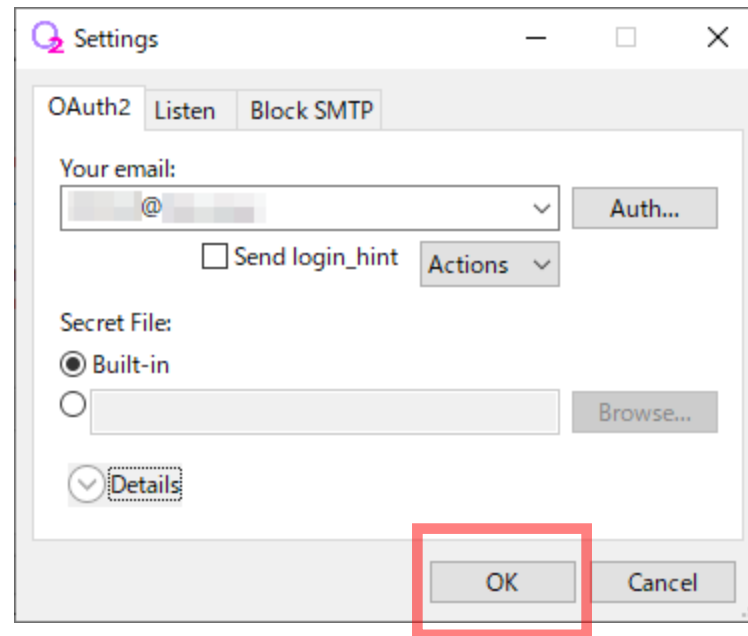 Settings
OAuth2 Listen Block SMTP
Your email:
@
Auth...
Send login_hint Actions
Secret File:
Built-in
Browse...
Details
OK Cancel